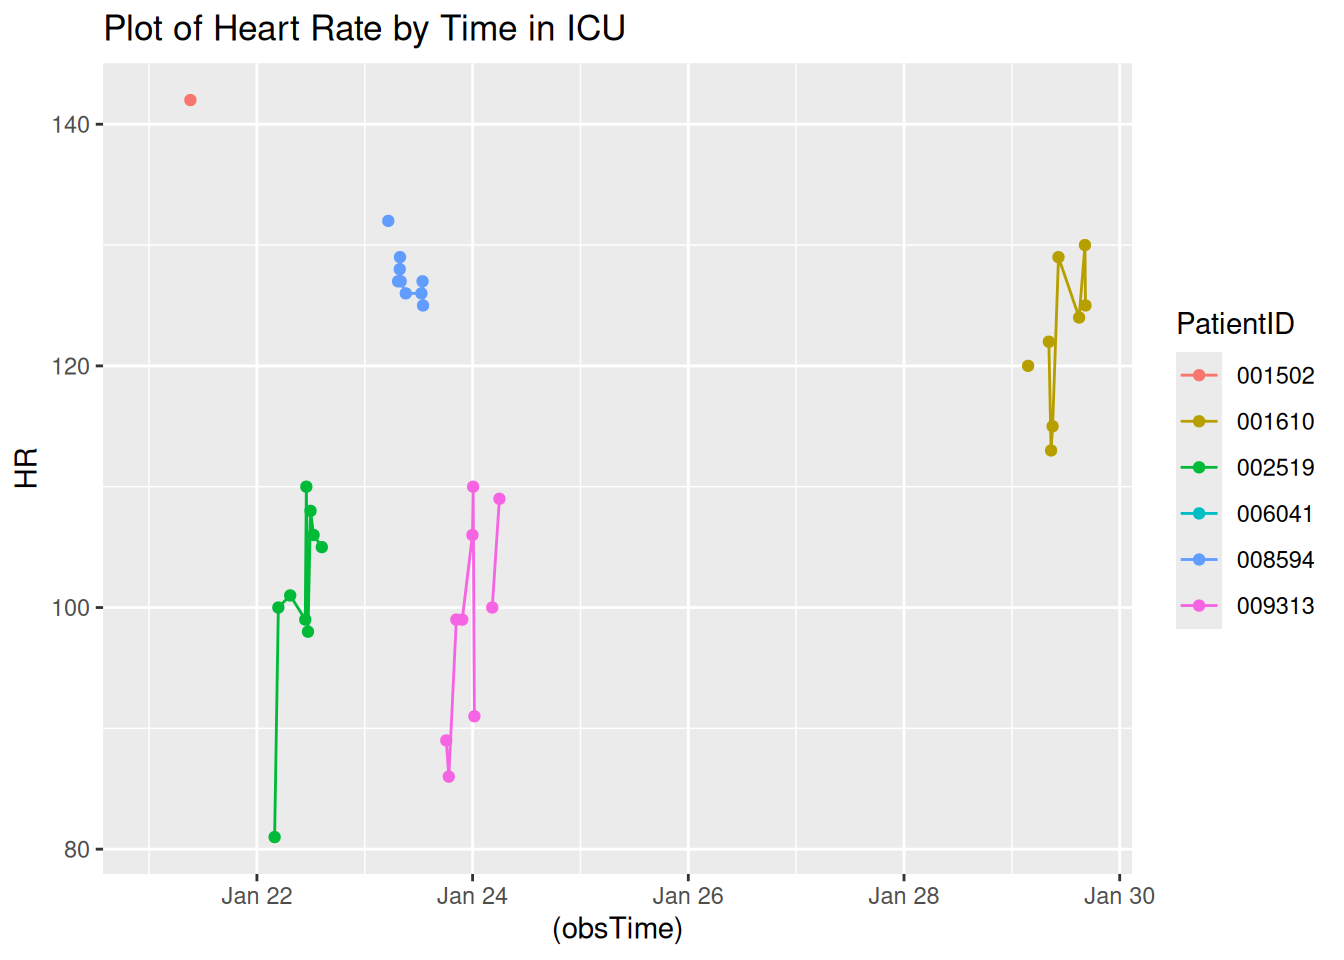 Plot of Heart Rate by Time in ICU
140
120
100
80
HR
Jan 22
Jan 24
Jan 26
Jan 28
Jan 30
(obsTime)
PatientID
001502
001610
002519
006041
008594
009313